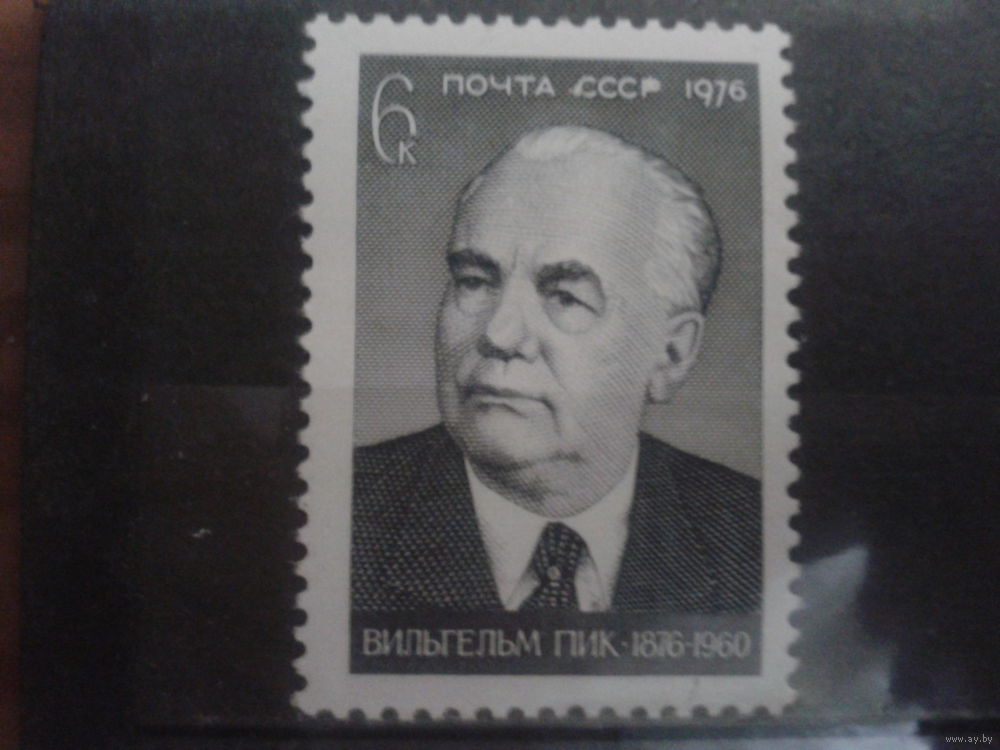 6к ПОЧТА СССР 1976
ВИЛЬГЕЛЬМ ПИК·1876-1960
www.ay.by